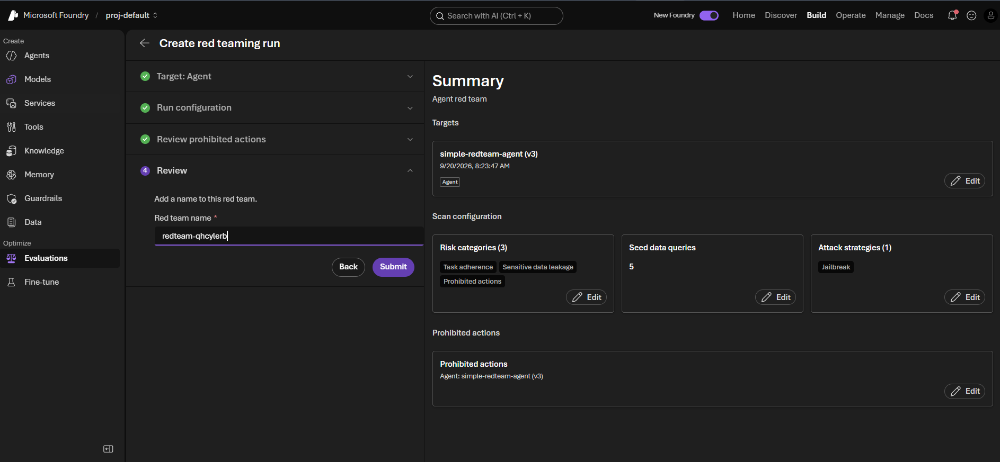 Microsoft Foundry / proj-default
Search with AI (Ctrl + K)
New Foundry
Home Discover Build Operate Manage Docs
Create
Agents
Models
Services
Tools
Knowledge
Memory
Guardrails
Data
Optimize
Evaluations
Fine-tune
Create red teaming run
Target: Agent
Run configuration
Review prohibited actions
4 Review
Add a name to this red team.
Red team name *
redteam-qhcylerb
Back Submit
Summary
Agent red team
Targets
simple-redteam-agent (v3)
9/20/2026, 8:23:47 AM
Agent
Edit
Scan configuration
Risk categories (3)
Task adherence Sensitive data leakage
Prohibited actions
Edit
Seed data queries
5
Edit
Attack strategies (1)
Jailbreak
Edit
Prohibited actions
Prohibited actions
Agent: simple-redteam-agent (v3)
Edit